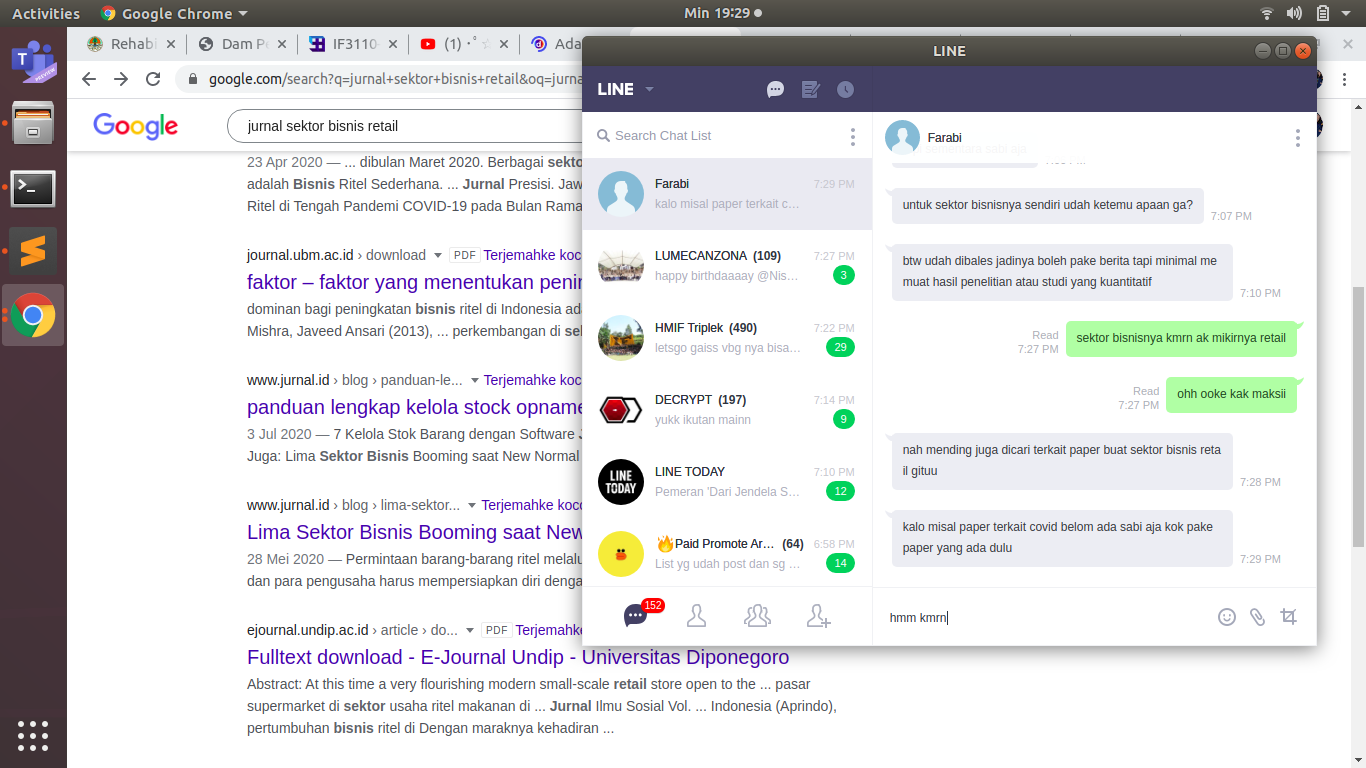 Activities
Google Chrome
Min 19:29
Rehabi
Dam Pe
IF3110-
(1)
Ada
LINE
google.com/search?q=jurnal+sektor+bisnis+retail&oq=jurna
Google
jurnal sektor bisnis retail
23 Apr 2020 — ... dibulan Maret 2020. Berbagai sekto
adalah Bisnis Ritel Sederhana. ... Jurnal Presisi. Jaw
Ritel di Tengah Pandemi COVID-19 pada Bulan Rama
journal.ubm.ac.id › download
PDF
Terjemahke koco
faktor – faktor yang menentukan penin
dominan bagi peningkatan bisnis ritel di Indonesia ada
Mishra, Javeed Ansari (2013), ... perkembangan di sek
www.jurnal.id › blog › panduan-le...
Terjemahke koco
panduan lengkap kelola stock opname
3 Jul 2020 — 7 Kelola Stok Barang dengan Software J
Juga: Lima Sektor Bisnis Booming saat New Normal
www.jurnal.id › blog › lima-sektor...
Terjemahke koco
Lima Sektor Bisnis Booming saat New
28 Mei 2020 — Permintaan barang-barang ritel melalu
dan para pengusaha harus mempersiapkan diri denga
ejournal.undip.ac.id › article › do...
PDF
Terjemahke
Fulltext download - E-Journal Undip - Universitas Diponegoro
Abstract: At this time a very flourishing modern small-scale retail store open to the ... pasar
supermarket di sektor usaha ritel makanan di ... Jurnal Ilmu Sosial Vol. ... Indonesia (Aprindo),
pertumbuhan bisnis ritel di Dengan maraknya kehadiran ...
LINE
Search Chat List
Farabi
7:29 PM
kalo misal paper terkait c…
LUMECANZONA (109)
7:27 PM
happy birthdaaaay @Nis…
3
HMIF Triplek (490)
7:22 PM
letsgo gaiss vbg nya bisa…
29
DECRYPT (197)
7:14 PM
yukk ikutan mainn
9
LINE TODAY
LINE TODAY
7:10 PM
Pemeran 'Dari Jendela S…
12
🔥Paid Promote Ar… (64)
6:58 PM
List yg udah post dan sg …
14
152
Farabi
untuk sektor bisnisnya sendiri udah ketemu apaan ga?
7:07 PM
btw udah dibales jadinya boleh pake berita tapi minimal me
muat hasil penelitian atau studi yang kuantitatif
7:10 PM
Read
7:27 PM
sektor bisnisnya kmrn ak mikirnya retail
Read
7:27 PM
ohh ooke kak maksii
nah mending juga dicari terkait paper buat sektor bisnis reta
il gituu
7:28 PM
kalo misal paper terkait covid belom ada sabi aja kok pake
paper yang ada dulu
7:29 PM
hmm kmrn
PREVIEW